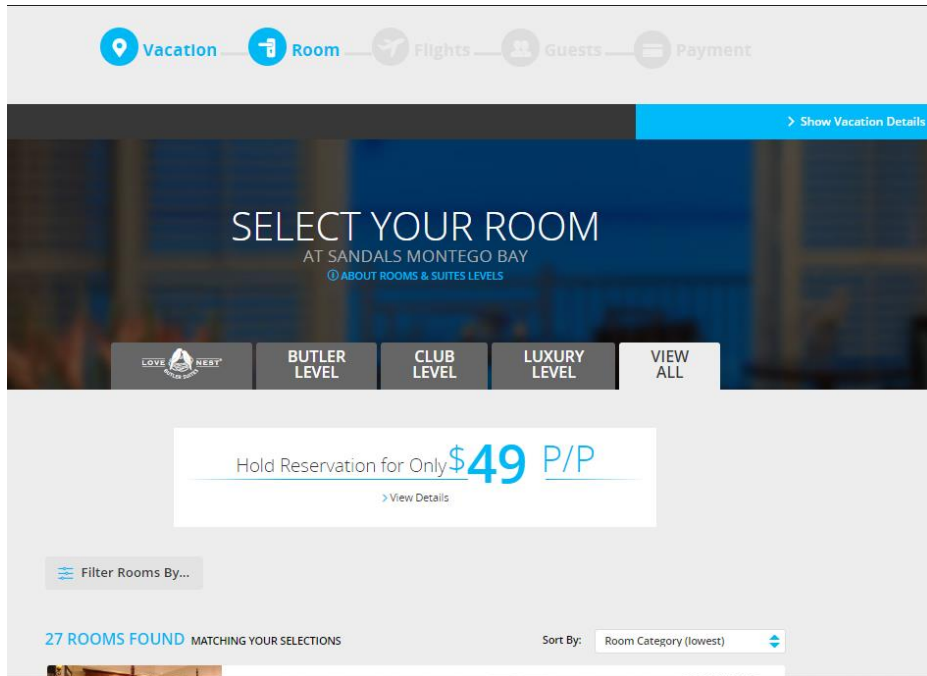 Vacation
Room
Flights
Guests
Payment
Show Vacation Details
SELECT YOUR ROOM
AT SANDALS MONTEGO BAY
ABOUT ROOMS & SUITES LEVELS
LOVE NEST
BUTLER SUITES
BUTLER
LEVEL
CLUB
LEVEL
LUXURY
LEVEL
VIEW
ALL
Hold Reservation for Only $49 P/P
View Details
Filter Rooms By...
27 ROOMS FOUND MATCHING YOUR SELECTIONS
Sort By: Room Category (lowest)